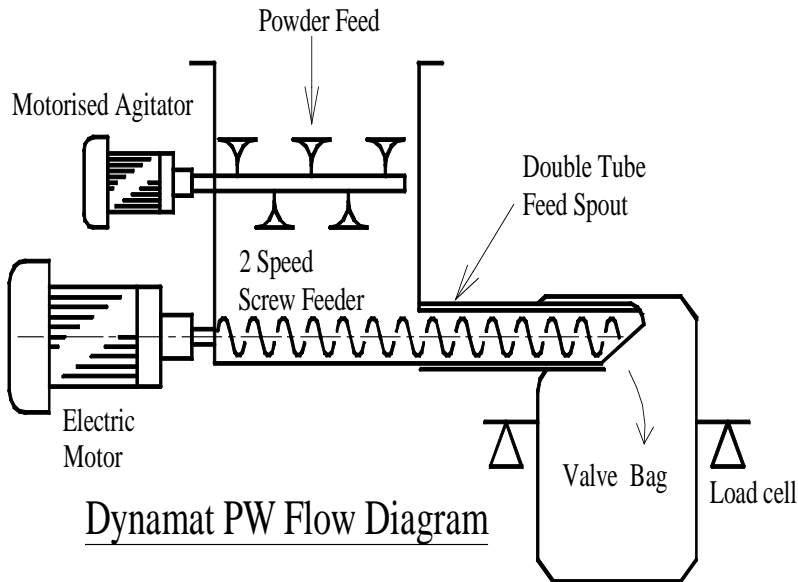 Powder Feed
Motorised Agitator
Double Tube
Feed Spout
2 Speed
Screw Feeder
Electric
Motor
Valve Bag
Load cell
Dynamat PW Flow Diagram